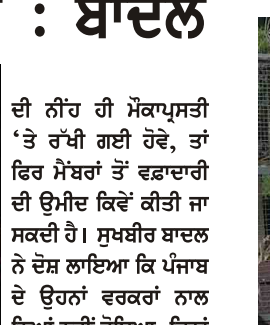 : ਬਾਦਲ
ਦੀ ਨੀਂਹ ਹੀ ਮੌਕਾਪ੍ਰਸਤੀ
‘ਤੇ ਰੱਖੀ ਗਈ ਹੋਵੇ, ਤਾਂ
ਫਿਰ ਮੈਂਬਰਾਂ ਤੋਂ ਵਫ਼ਾਦਾਰੀ
ਦੀ ਉਮੀਦ ਕਿਵੇਂ ਕੀਤੀ ਜਾ
ਸਕਦੀ ਹੈ। ਸੁਖਬੀਰ ਬਾਦਲ
ਨੇ ਦੋਸ਼ ਲਾਇਆ ਕਿ ਪੰਜਾਬ
ਦੇ ਉਹਨਾਂ ਵਰਕਰਾਂ ਨਾਲ